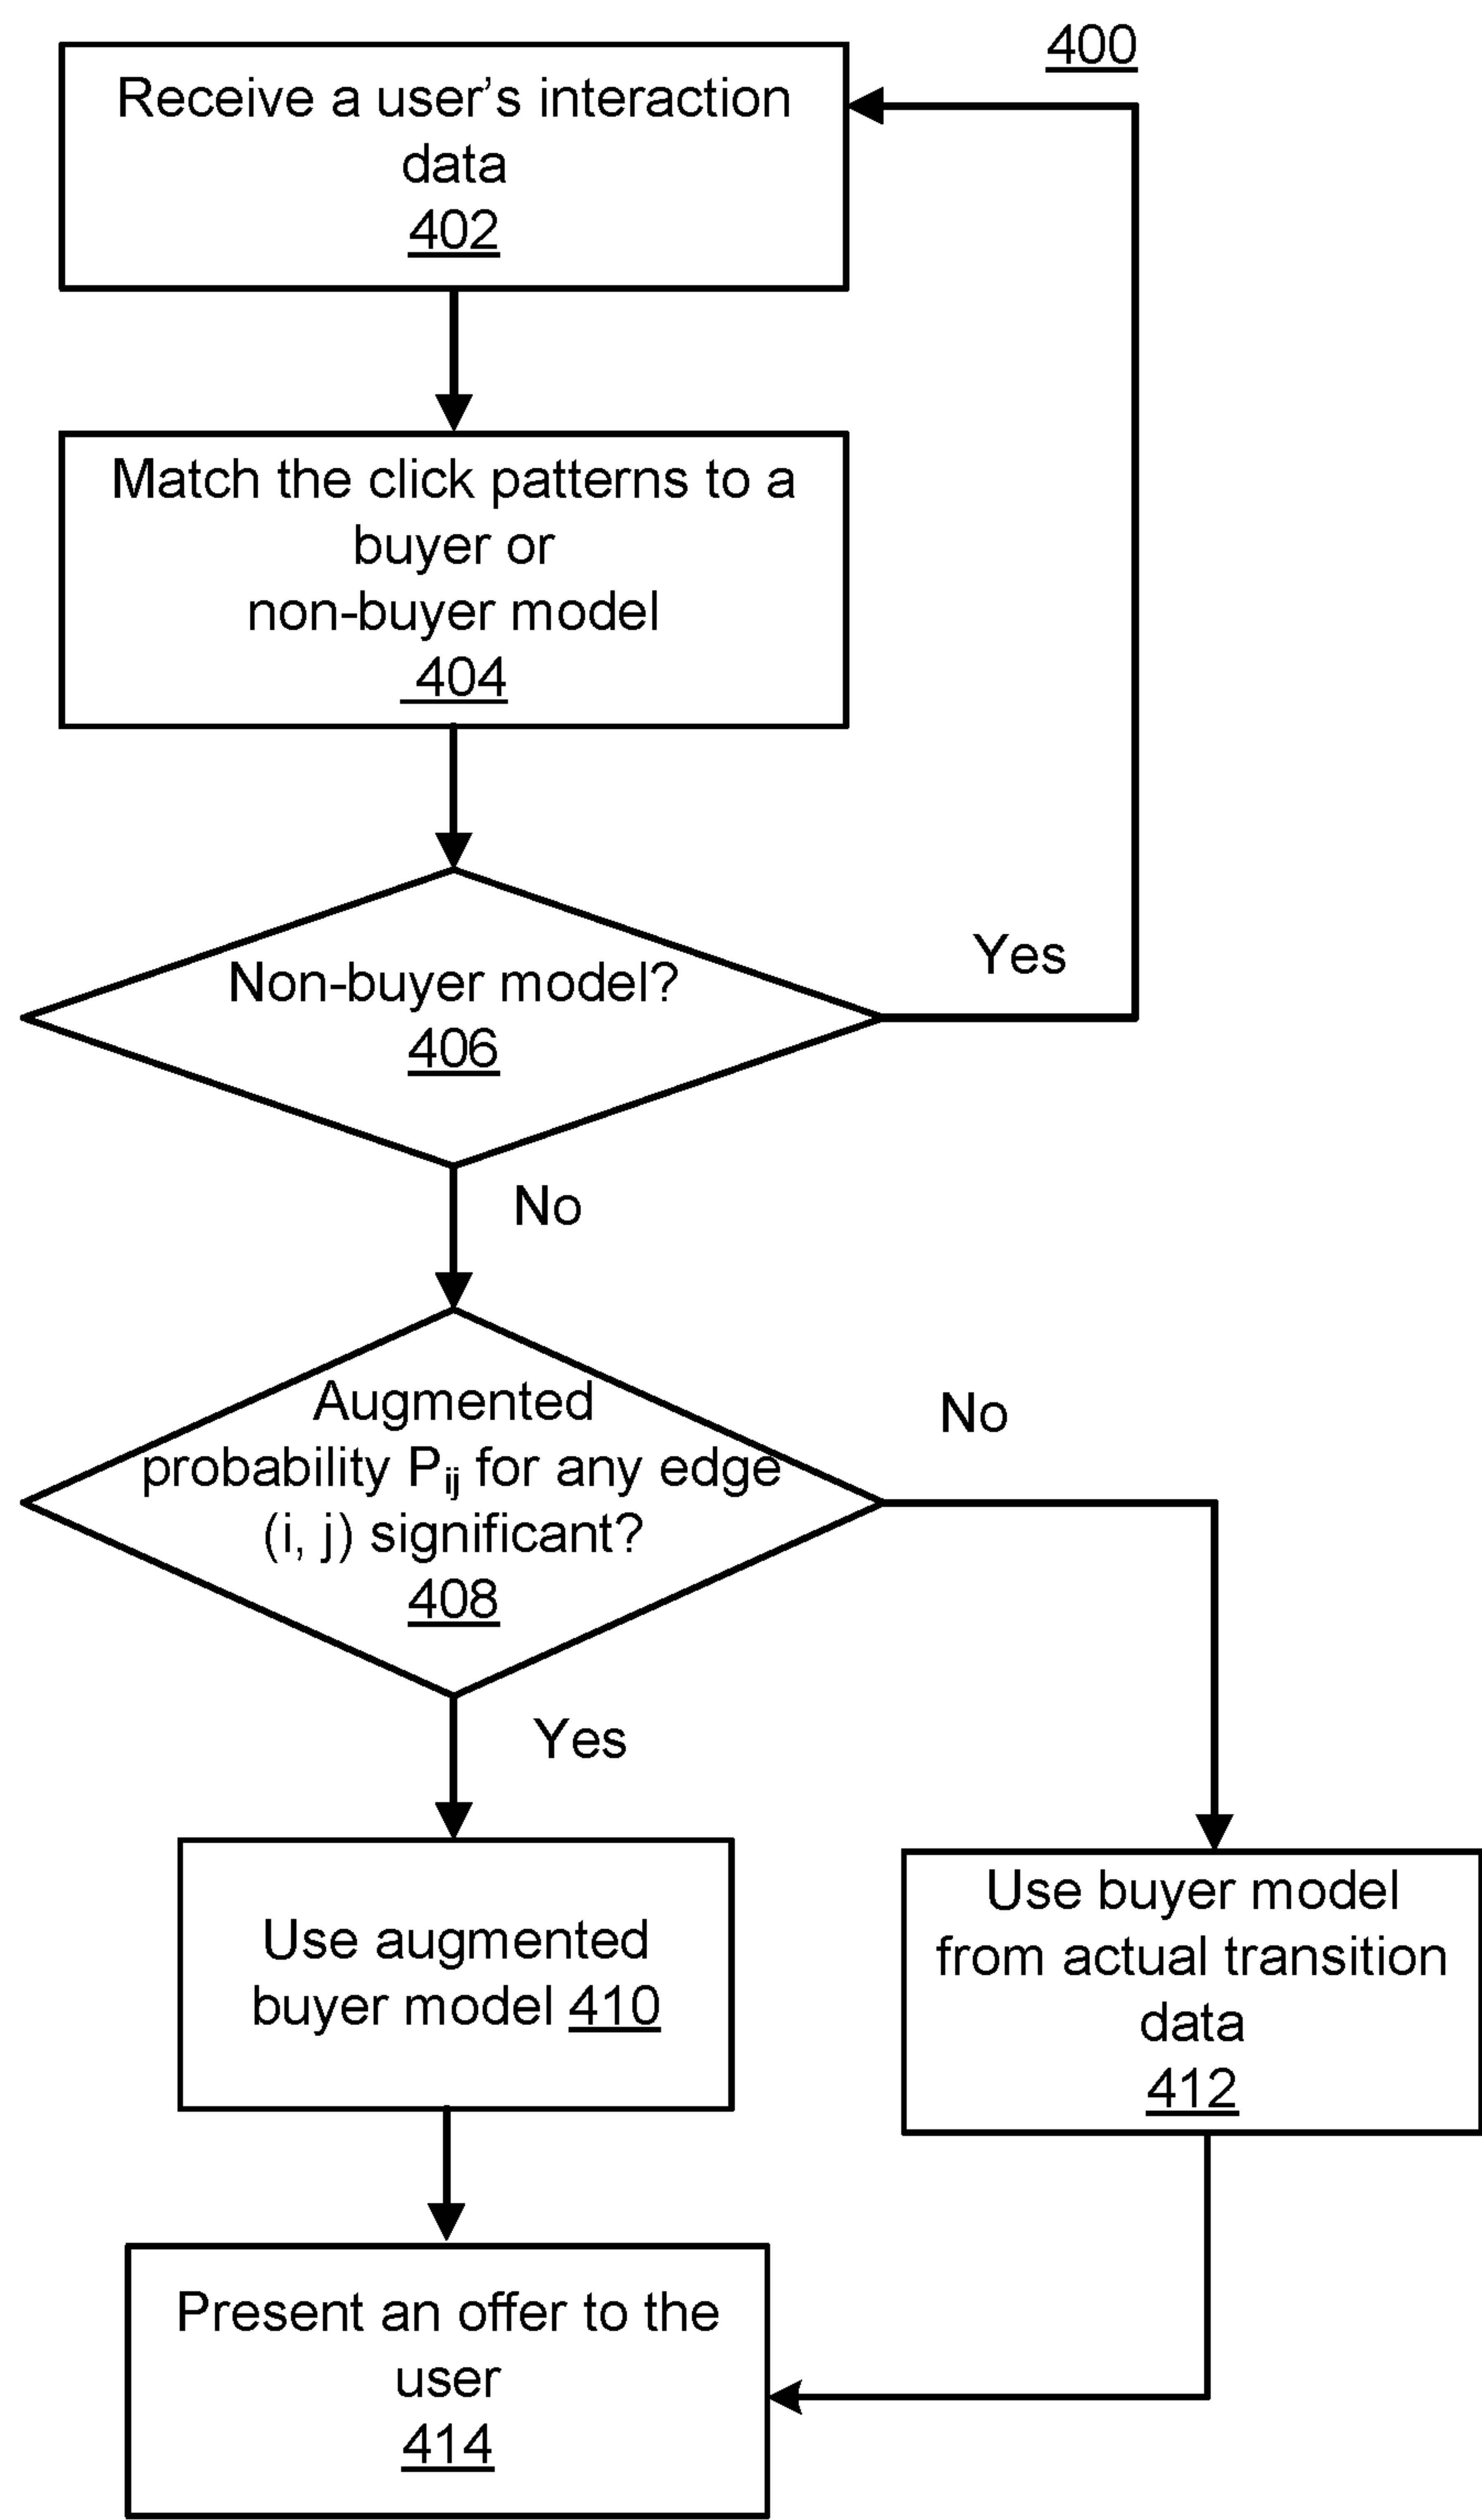 400
Receive a user's interaction
data
402
Match the click patterns to a
buyer or
non-buyer model
404
Non-buyer model?
406
Yes
No
Augmented
probability Pij for any edge
(i, j) significant?
408
No
Yes
Use augmented
buyer model 410
Use buyer model
from actual transition
data
412
Present an offer to the
user
414